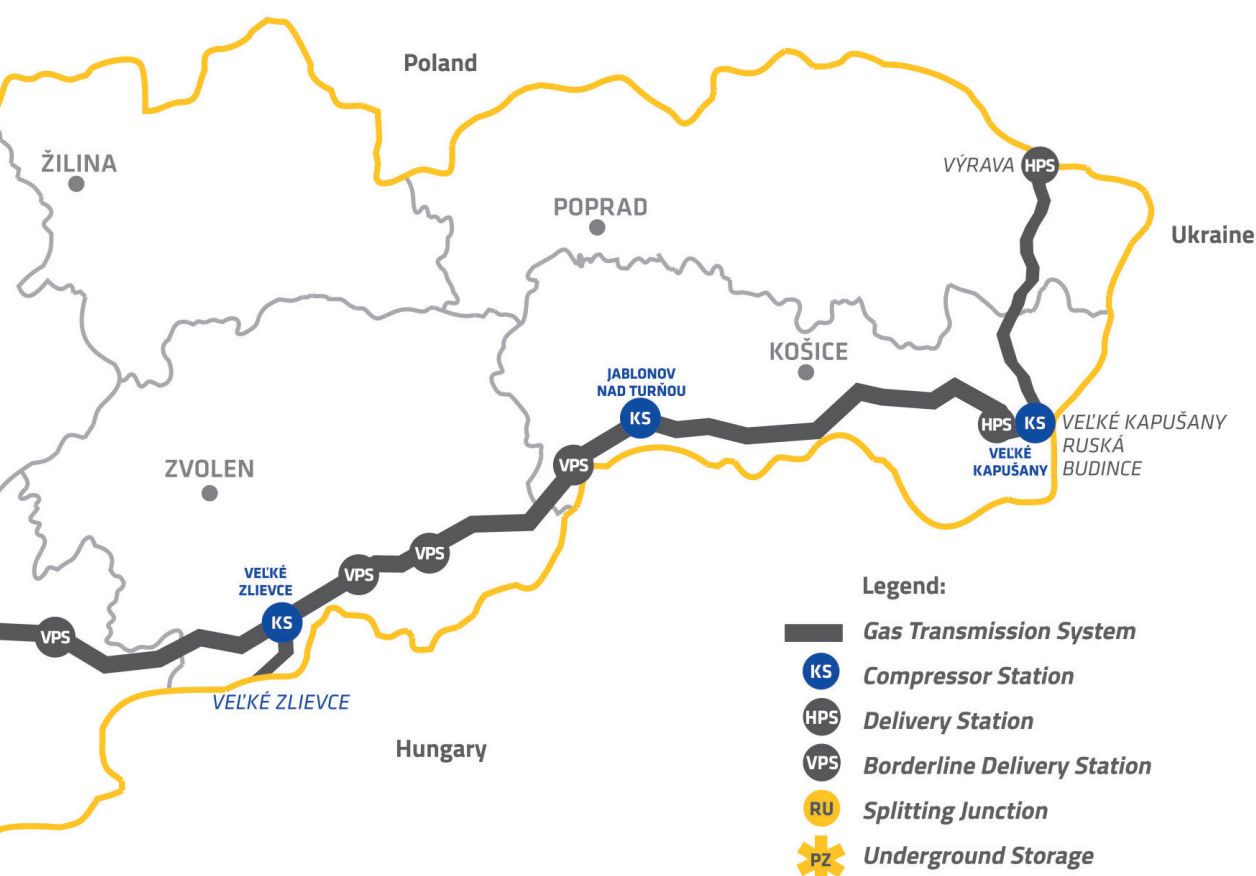 Poland
ŽILINA
VÝRAVA
HPS
POPRAD
Ukraine
KOŠICE
JABLONOV
NAD TURŇOU
KS
HPS
KS
VEĽKÉ KAPUŠANY
RUSKÁ
BUDINCE
VEĽKÉ
KAPUŠANY
ZVOLEN
VPS
VPS
VPS
VEĽKÉ
ZLIEVCE
KS
VPS
VEĽKÉ ZLIEVCE
Hungary
Legend:
Gas Transmission System
KS Compressor Station
HPS Delivery Station
VPS Borderline Delivery Station
RU Splitting Junction
PZ Underground Storage